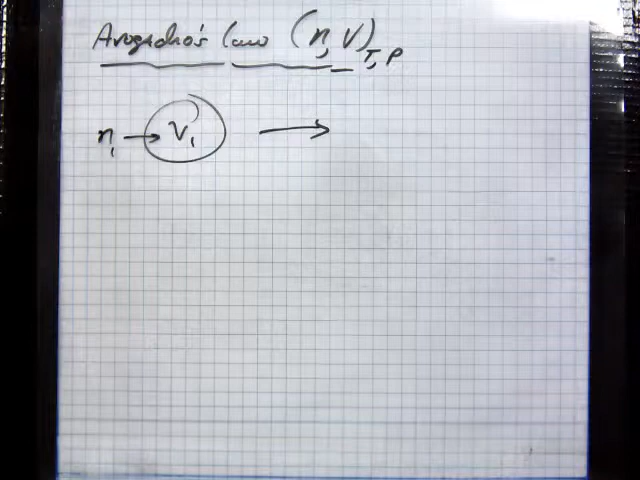 Avogadro's law (n, V)T, P
n1 → V1 →